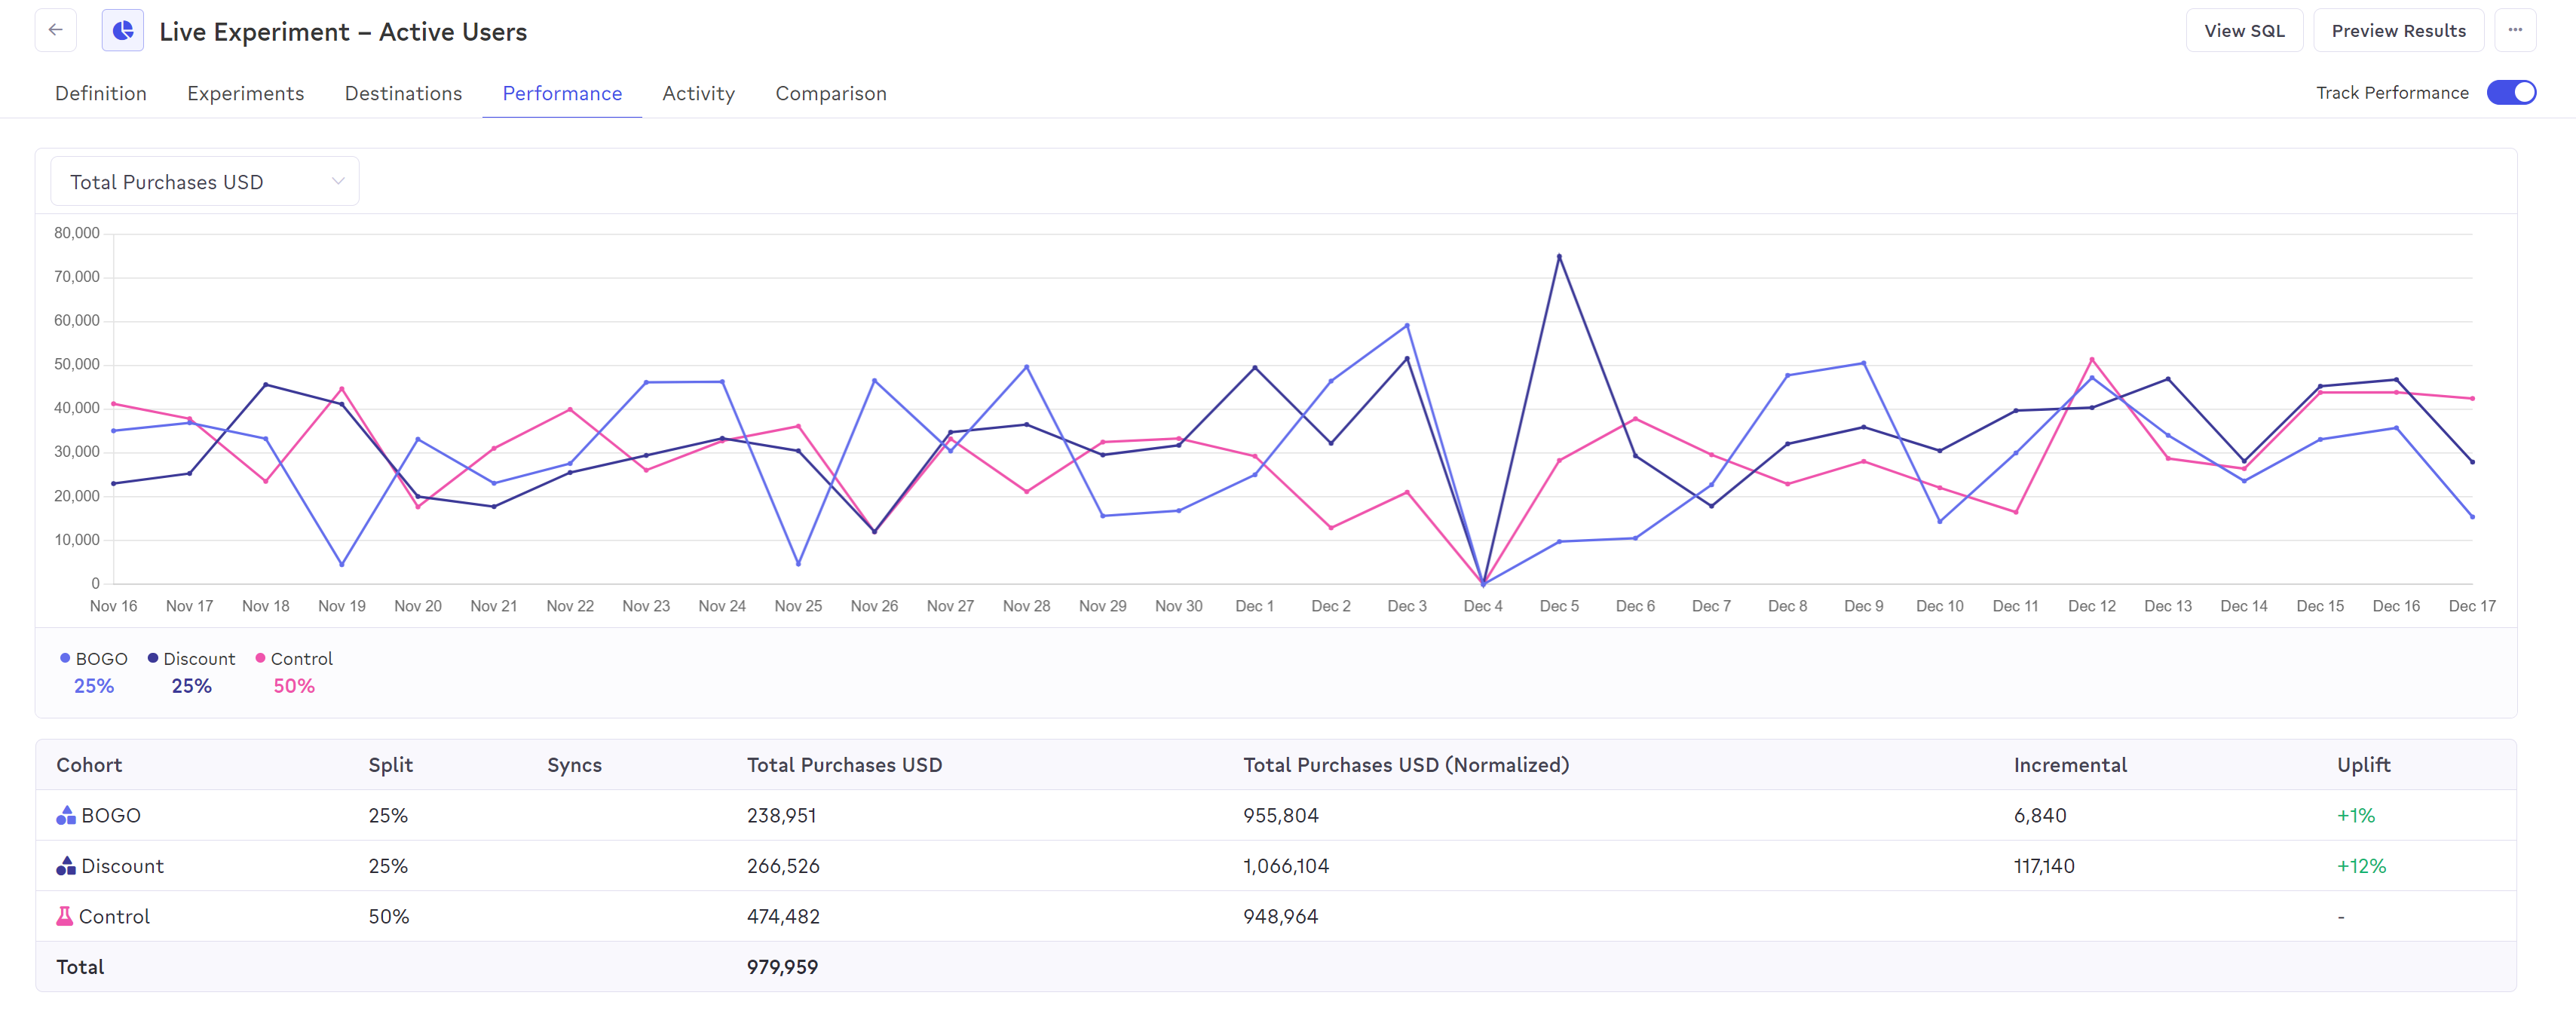 Live Experiment – Active Users
View SQL
Preview Results
Definition
Experiments
Destinations
Performance
Activity
Comparison
Track Performance
Total Purchases USD
80,000
70,000
60,000
50,000
40,000
30,000
20,000
10,000
0
Nov 16 Nov 17 Nov 18 Nov 19 Nov 20 Nov 21 Nov 22 Nov 23 Nov 24 Nov 25 Nov 26 Nov 27 Nov 28 Nov 29 Nov 30 Dec 1 Dec 2 Dec 3 Dec 4 Dec 5 Dec 6 Dec 7 Dec 8 Dec 9 Dec 10 Dec 11 Dec 12 Dec 13 Dec 14 Dec 15 Dec 16 Dec 17
BOGO Discount Control
25% 25% 50%
Cohort Split Syncs Total Purchases USD Total Purchases USD (Normalized) Incremental Uplift
BOGO 25% 238,951 955,804 6,840 +1%
Discount 25% 266,526 1,066,104 117,140 +12%
Control 50% 474,482 948,964 -
Total 979,959